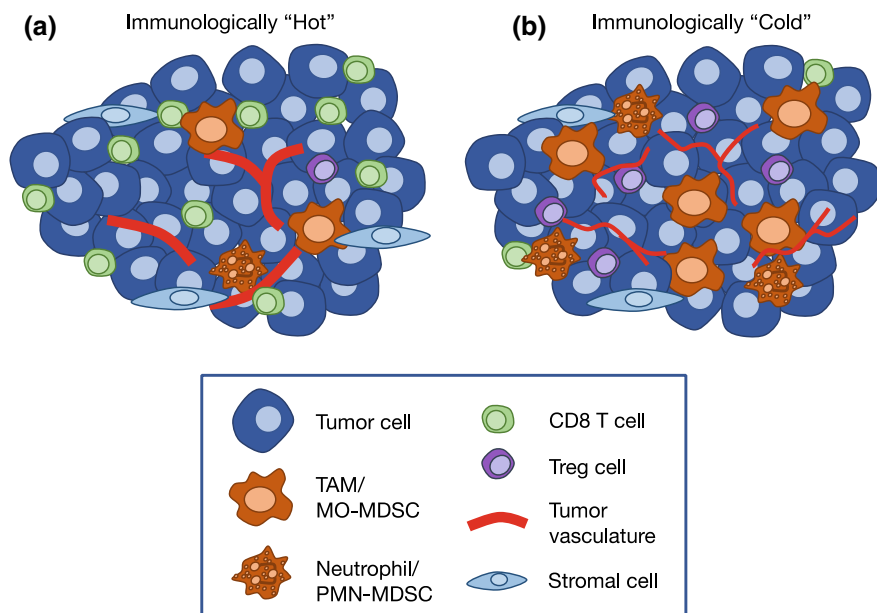 (a)
Immunologically “Hot”
(b)
Immunologically “Cold”
Tumor cell
TAM/
MO-MDSC
Neutrophil/
PMN-MDSC
CD8 T cell
Treg cell
Tumor
vasculature
Stromal cell